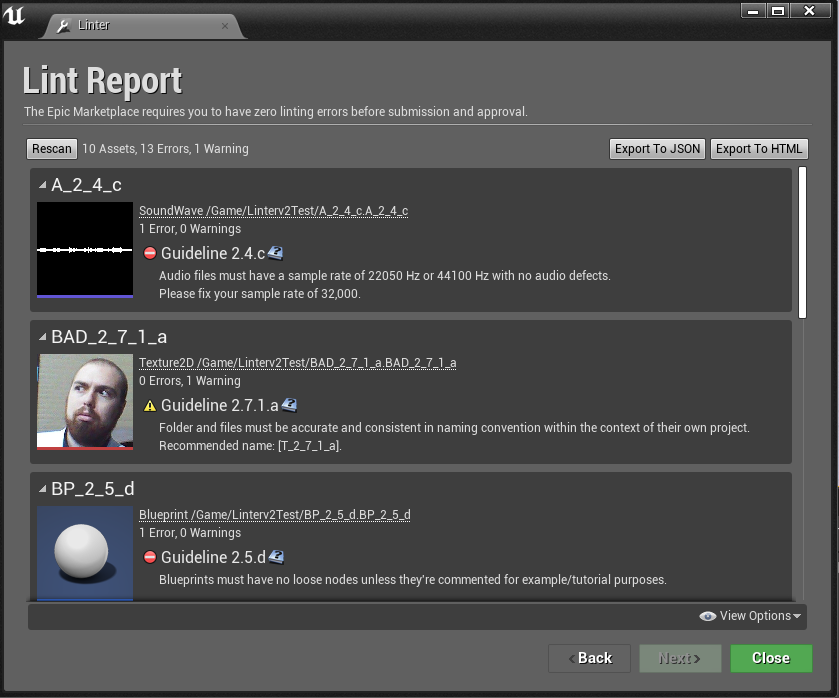 Linter
Lint Report
The Epic Marketplace requires you to have zero linting errors before submission and approval.
Rescan 10 Assets, 13 Errors, 1 Warning Export To JSON Export To HTML
A_2_4_c
SoundWave /Game/Linterv2Test/A_2_4_c.A_2_4_c
1 Error, 0 Warnings
Guideline 2.4.c
Audio files must have a sample rate of 22050 Hz or 44100 Hz with no audio defects.
Please fix your sample rate of 32,000.
BAD_2_7_1_a
Texture2D /Game/Linterv2Test/BAD_2_7_1_a.BAD_2_7_1_a
0 Errors, 1 Warning
Guideline 2.7.1.a
Folder and files must be accurate and consistent in naming convention within the context of their own project.
Recommended name: [T_2_7_1_a].
BP_2_5_d
Blueprint /Game/Linterv2Test/BP_2_5_d.BP_2_5_d
1 Error, 0 Warnings
Guideline 2.5.d
Blueprints must have no loose nodes unless they're commented for example/tutorial purposes.
View Options
Back Next Close